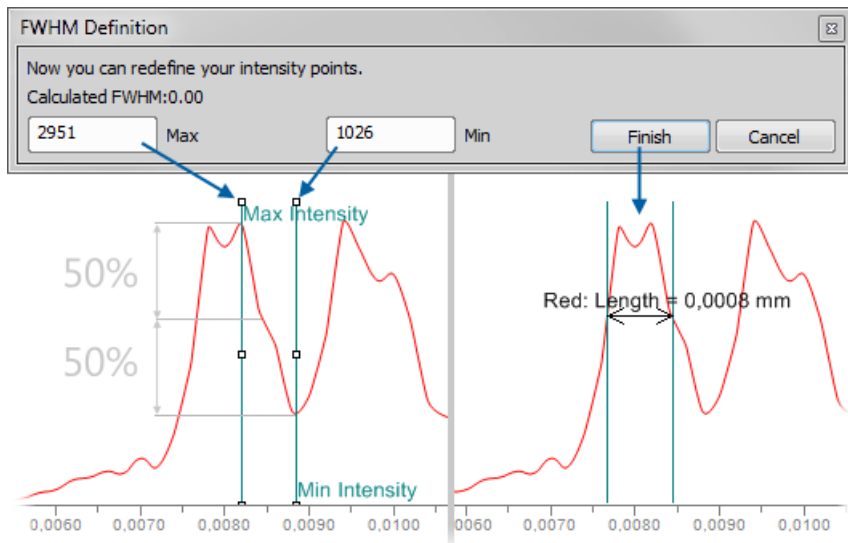 FWHM Definition
Now you can redefine your intensity points.
Calculated FWHM:0.00
2951 Max 1026 Min Finish Cancel
Max Intensity
50%
50%
Min Intensity
0,0060 0,0070 0,0080 0,0090 0,0100
Red: Length = 0,0008 mm
0,0060 0,0070 0,0080 0,0090 0,0100